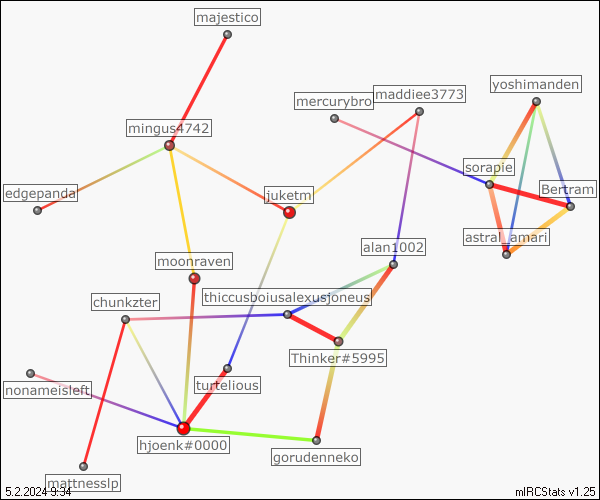 majestico
yoshimanden
mercurybro
maddiee3773
mingus4742
sorapie
edgepanda
juketm
Bertram
astral_amari
alan1002
moonraven
chunkzter
thiccusboiusalexusjoneus
Thinker#5995
nonameisleft
turtelious
hjoenk#0000
gorudenneko
mattnesslp
5.2.2024 9:34
mIRCStats v1.25